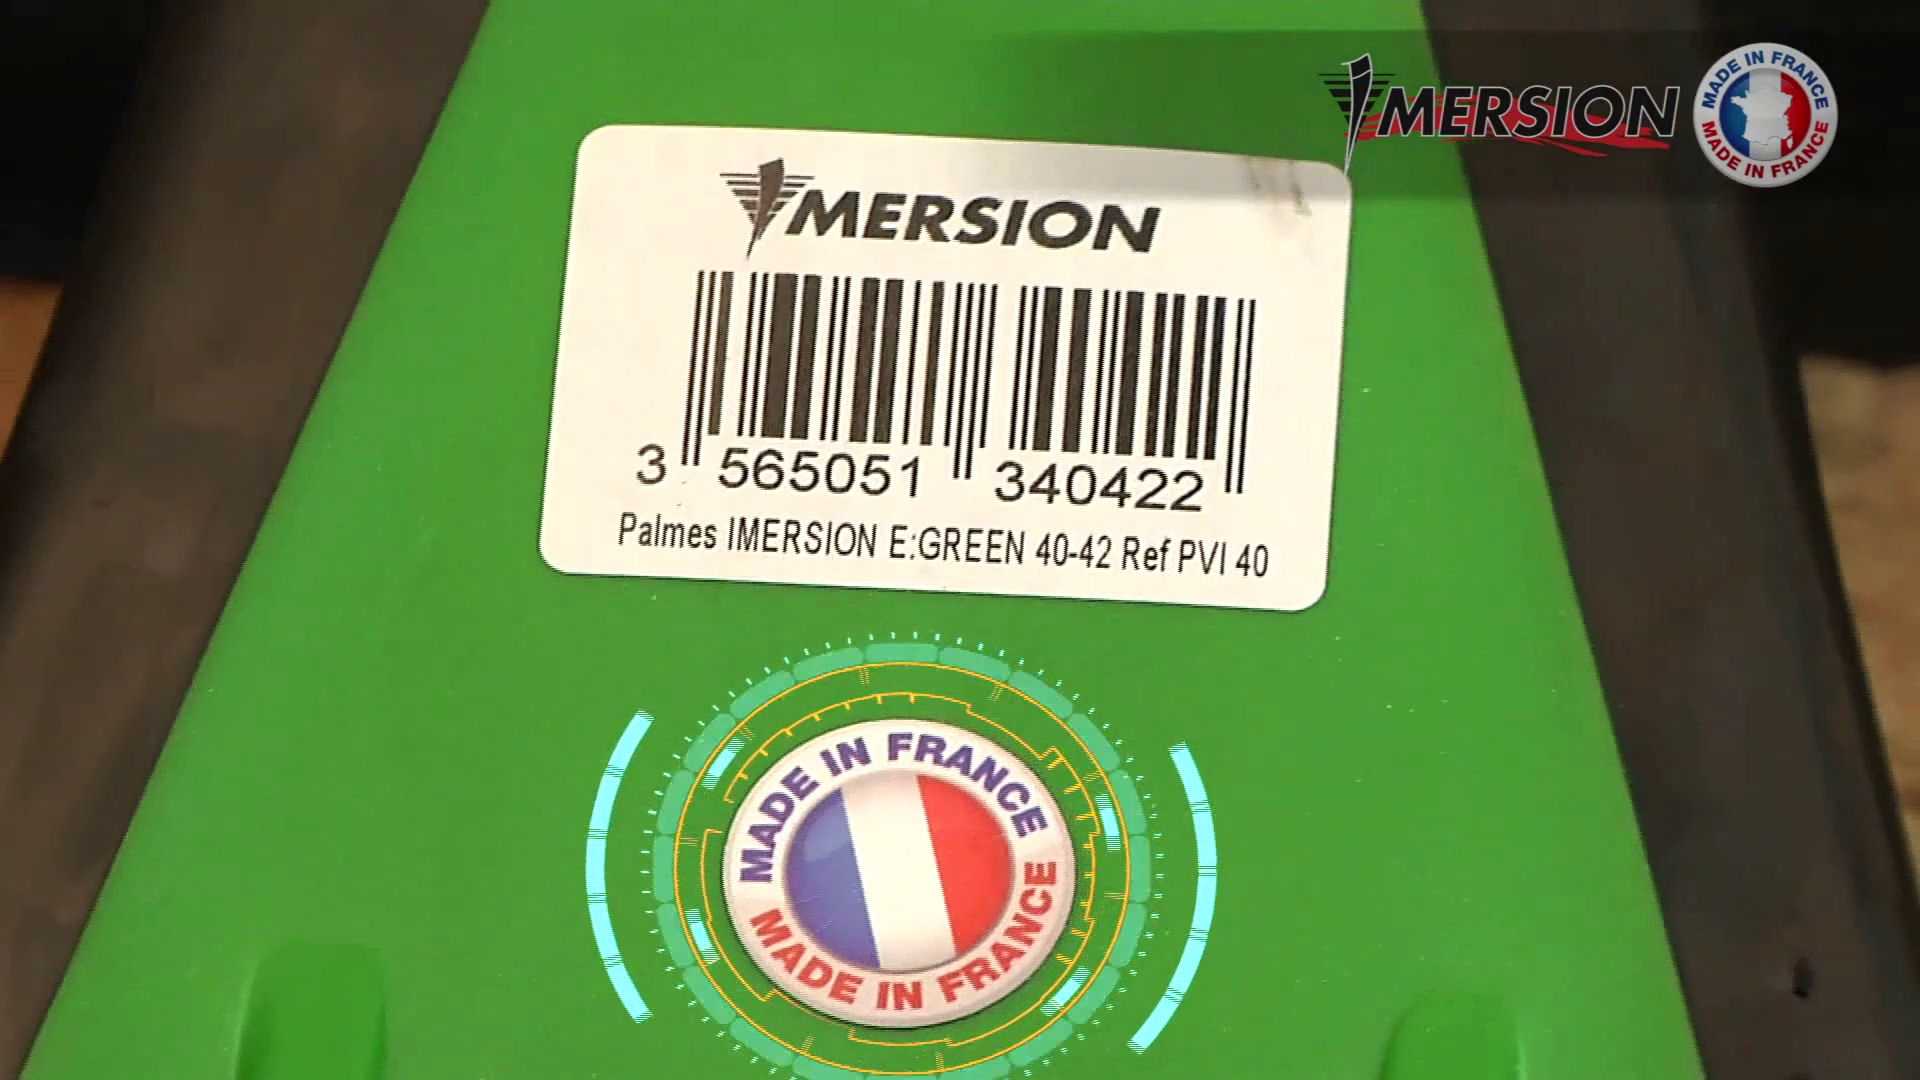 IMERSION
MADE IN FRANCE
MADE IN FRANCE
IMERSION
3 565051 340422
Palmes IMERSION E:GREEN 40-42 Ref PVI 40
MADE IN FRANCE
MADE IN FRANCE